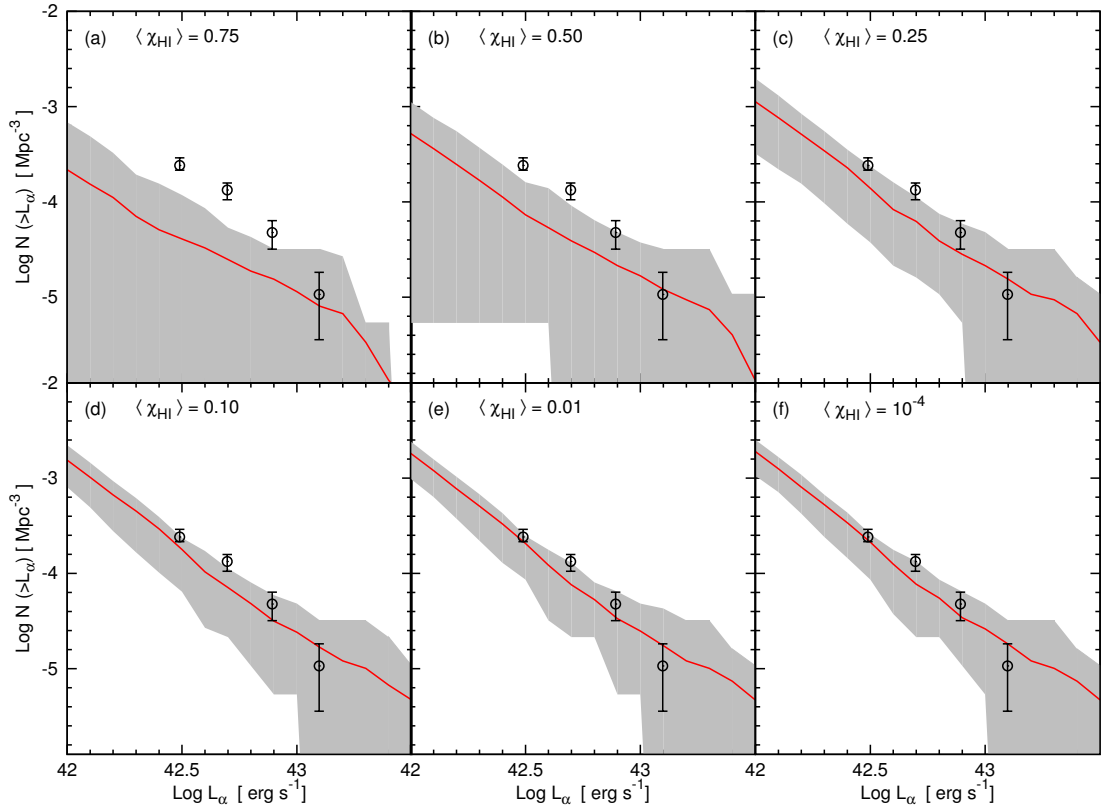 (a) ⟨ χHI ⟩ = 0.75
(b) ⟨ χHI ⟩ = 0.50
(c) ⟨ χHI ⟩ = 0.25
-2
-3
-4
-5
Log N (>Lα) [ Mpc-3 ]
(d) ⟨ χHI ⟩ = 0.10
(e) ⟨ χHI ⟩ = 0.01
(f) ⟨ χHI ⟩ = 10-4
-2
-3
-4
-5
Log N (>Lα) [ Mpc-3 ]
42 42.5 43 42 42.5 43 42 42.5 43
Log Lα [ erg s-1]
Log Lα [ erg s-1]
Log Lα [ erg s-1]